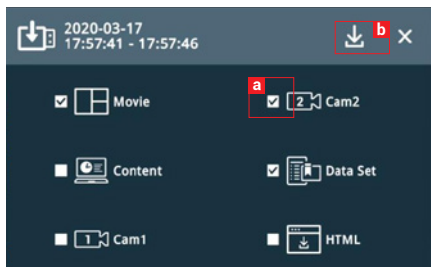 2020-03-17
17:57:41 - 17:57:46
b
a
Movie
2 Cam2
Content
Data Set
1 Cam1
HTML